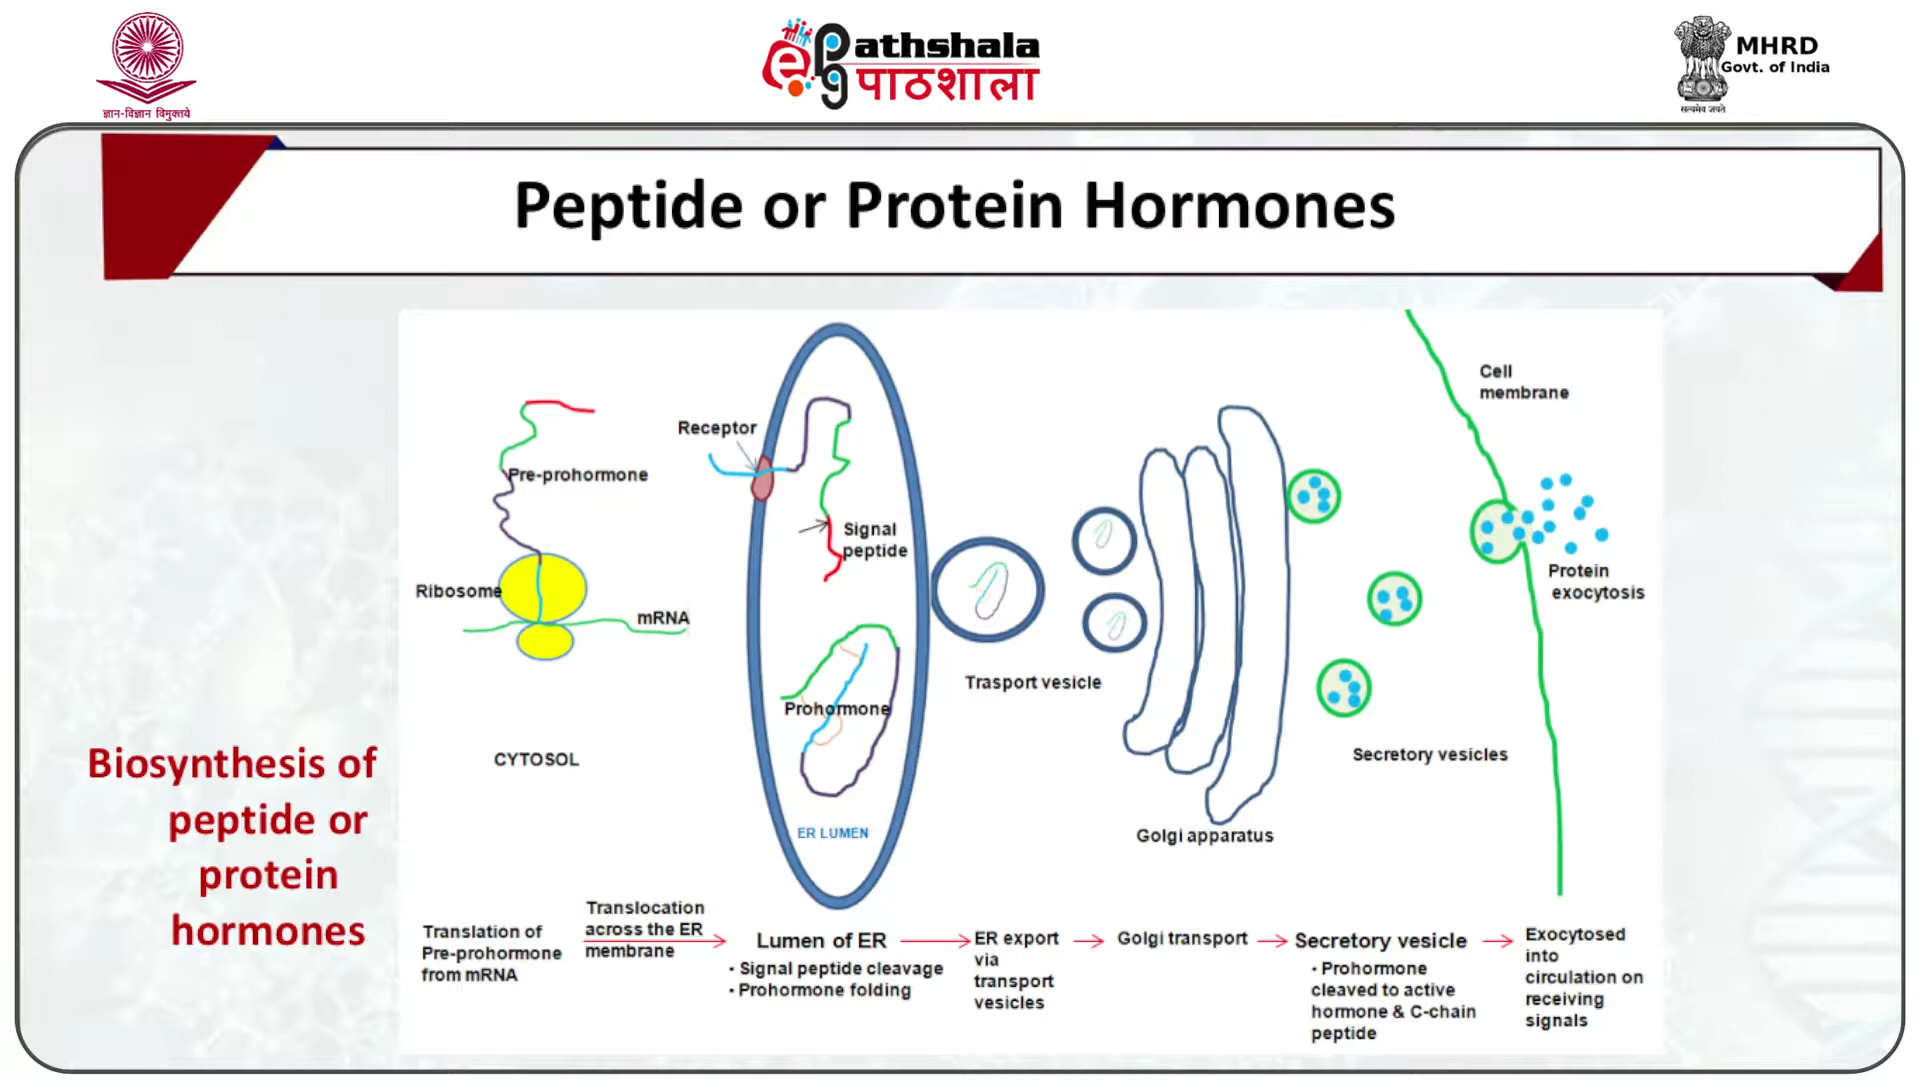 ज्ञान-विज्ञान विमुक्तये
epg Pathshala
पाठशाला
MHRD
Govt. of India
सत्यमेव जयते
Peptide or Protein Hormones
Biosynthesis of
peptide or
protein
hormones
Pre-prohormone
Ribosome
mRNA
CYTOSOL
Receptor
Signal
peptide
Prohormone
ER LUMEN
Trasport vesicle
Golgi apparatus
Secretory vesicles
Cell
membrane
Protein
exocytosis
Translation of
Pre-prohormone
from mRNA
Translocation
across the ER
membrane
Lumen of ER
• Signal peptide cleavage
• Prohormone folding
ER export
via
transport
vesicles
Golgi transport
Secretory vesicle
• Prohormone
cleaved to active
hormone & C-chain
peptide
Exocytosed
into
circulation on
receiving
signals